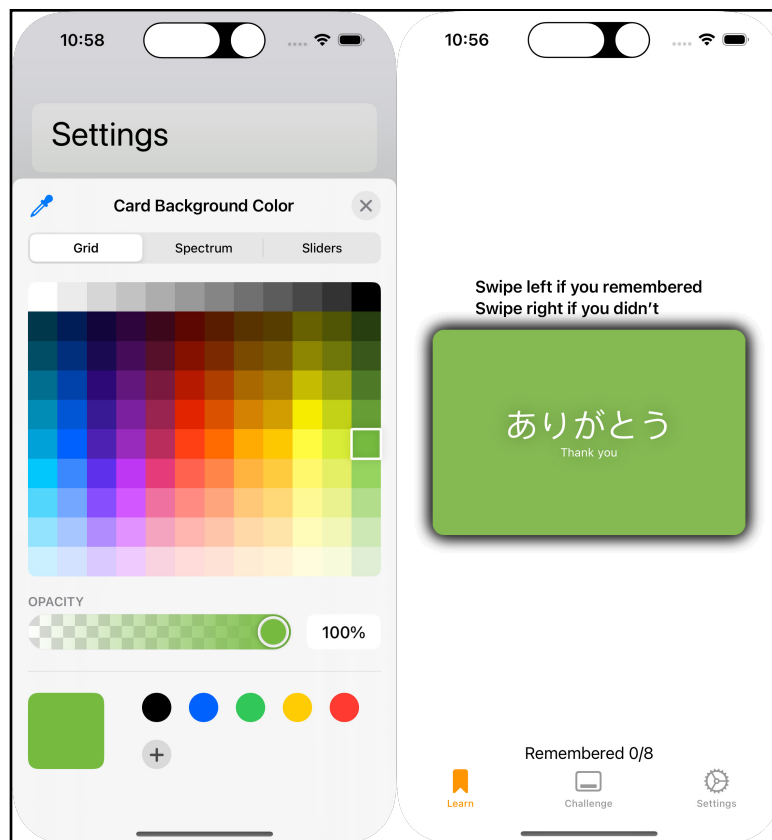 10:58
Settings
Card Background Color
Grid
Spectrum
Sliders
OPACITY
100%
10:56
Swipe left if you remembered
Swipe right if you didn’t
ありがとう
Thank you
Remembered 0/8
Learn
Challenge
Settings